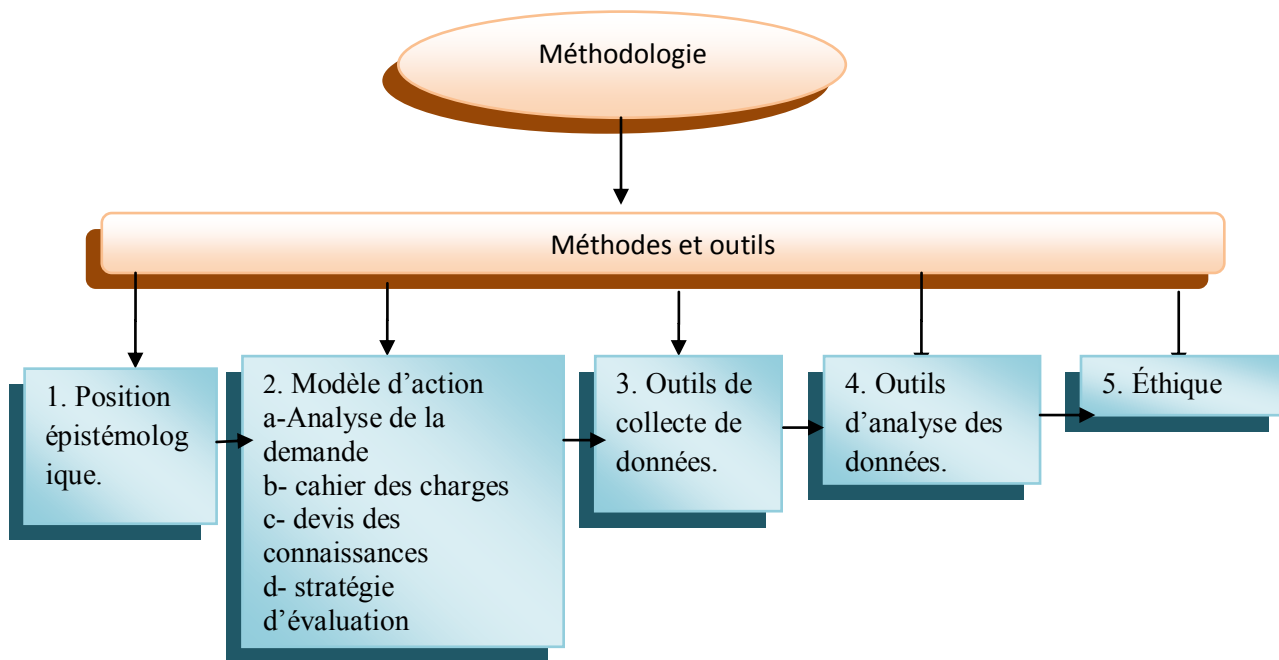 Méthodologie
Méthodes et outils
1. Position
épistémolog
ique.
2. Modèle d’action
a-Analyse de la
demande
b- cahier des charges
c- devis des
connaissances
d- stratégie
d’évaluation
3. Outils de
collecte de
données.
4. Outils
d’analyse des
données.
5. Éthique